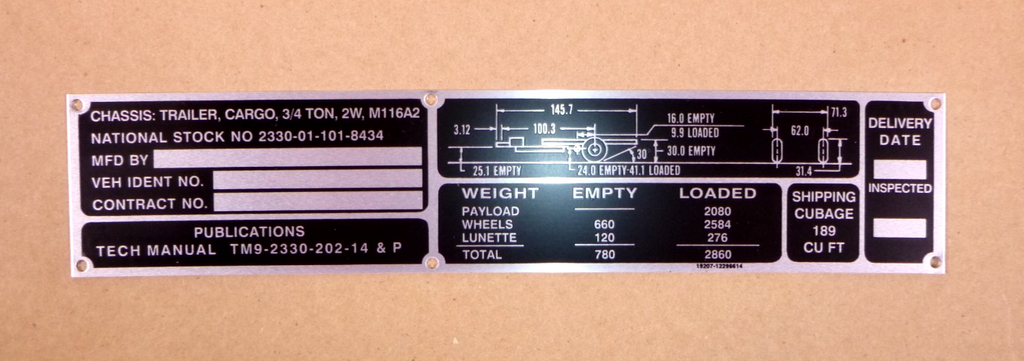 CHASSIS: TRAILER, CARGO, 3/4 TON, 2W, M116A2
NATIONAL STOCK NO 2330-01-101-8434
MFD BY
VEH IDENT NO.
CONTRACT NO.
PUBLICATIONS
TECH MANUAL TM9-2330-202-14 & P
145.7
16.0 EMPTY
71.3
3.12
100.3
9.9 LOADED
62.0
30
30.0 EMPTY
25.1 EMPTY
24.0 EMPTY-41.1 LOADED
31.4
WEIGHT EMPTY LOADED
PAYLOAD 2080
WHEELS 660 2584
LUNETTE 120 276
TOTAL 780 2860
19207-12298614
SHIPPING
CUBAGE
189
CU FT
DELIVERY
DATE
INSPECTED